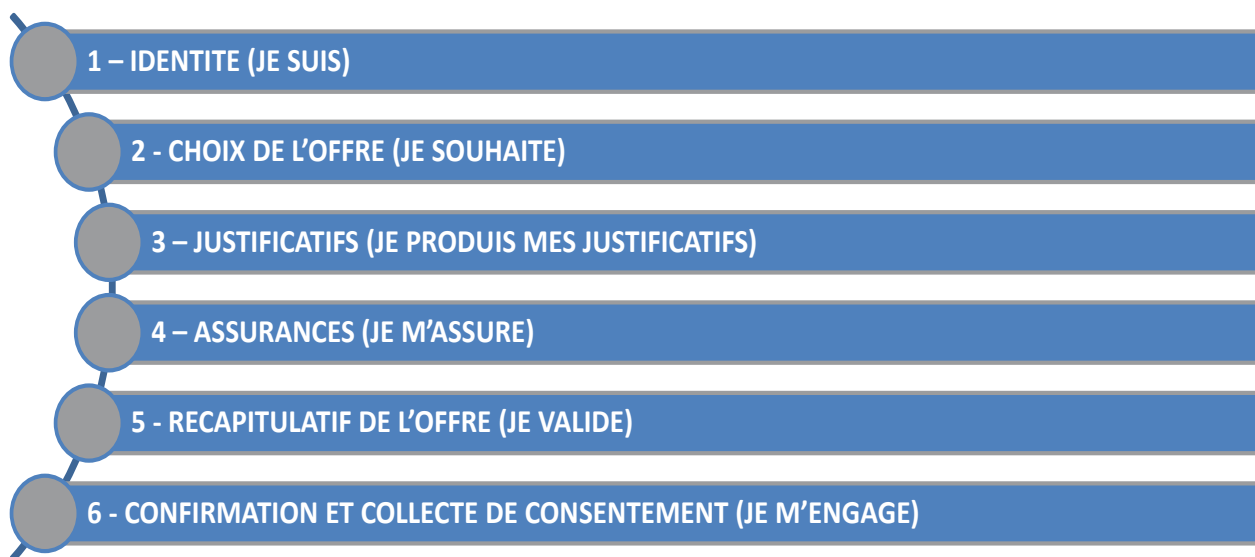 1 – IDENTITE (JE SUIS)
2 - CHOIX DE L’OFFRE (JE SOUHAITE)
3 – JUSTIFICATIFS (JE PRODUIS MES JUSTIFICATIFS)
4 – ASSURANCES (JE M’ASSURE)
5 - RECAPITULATIF DE L’OFFRE (JE VALIDE)
6 - CONFIRMATION ET COLLECTE DE CONSENTEMENT (JE M’ENGAGE)